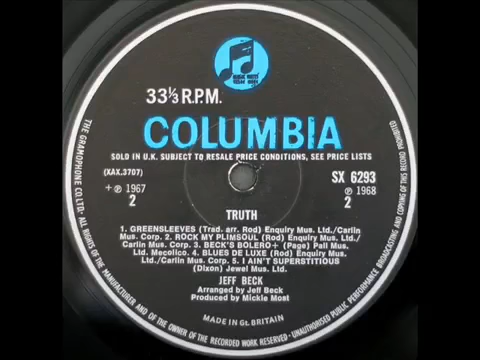 33⅓ R.P.M.
COLUMBIA
SOLD IN U.K. SUBJECT TO RESALE PRICE CONDITIONS, SEE PRICE LISTS
(XAX.3707)
SX 6293
+ ℗ 1967
℗ 1968
2
2
TRUTH
1. GREENSLEEVES (Trad. arr. Rod) Enquiry Mus. Ltd./Carlin
Mus. Corp. 2. ROCK MY PLIMSOUL (Rod) Enquiry Mus. Ltd./
Carlin Mus. Corp. 3. BECK'S BOLERO+ (Page) Pall Mus.
Ltd. Mecolico. 4. BLUES DE LUXE (Rod) Enquiry Mus.
Ltd./Carlin Mus. Corp. 5. I AIN'T SUPERSTITIOUS
(Dixon) Jewel Mus. Ltd.
JEFF BECK
Arranged by Jeff Beck
Produced by Mickie Most
MADE IN Gt. BRITAIN
THE GRAMOPHONE CO. LTD. ALL RIGHTS OF THE MANUFACTURER AND OF THE OWNER OF THE RECORDED WORK RESERVED UNAUTHORISED PUBLIC PERFORMANCE BROADCASTING AND COPYING OF THIS RECORD PROHIBITED